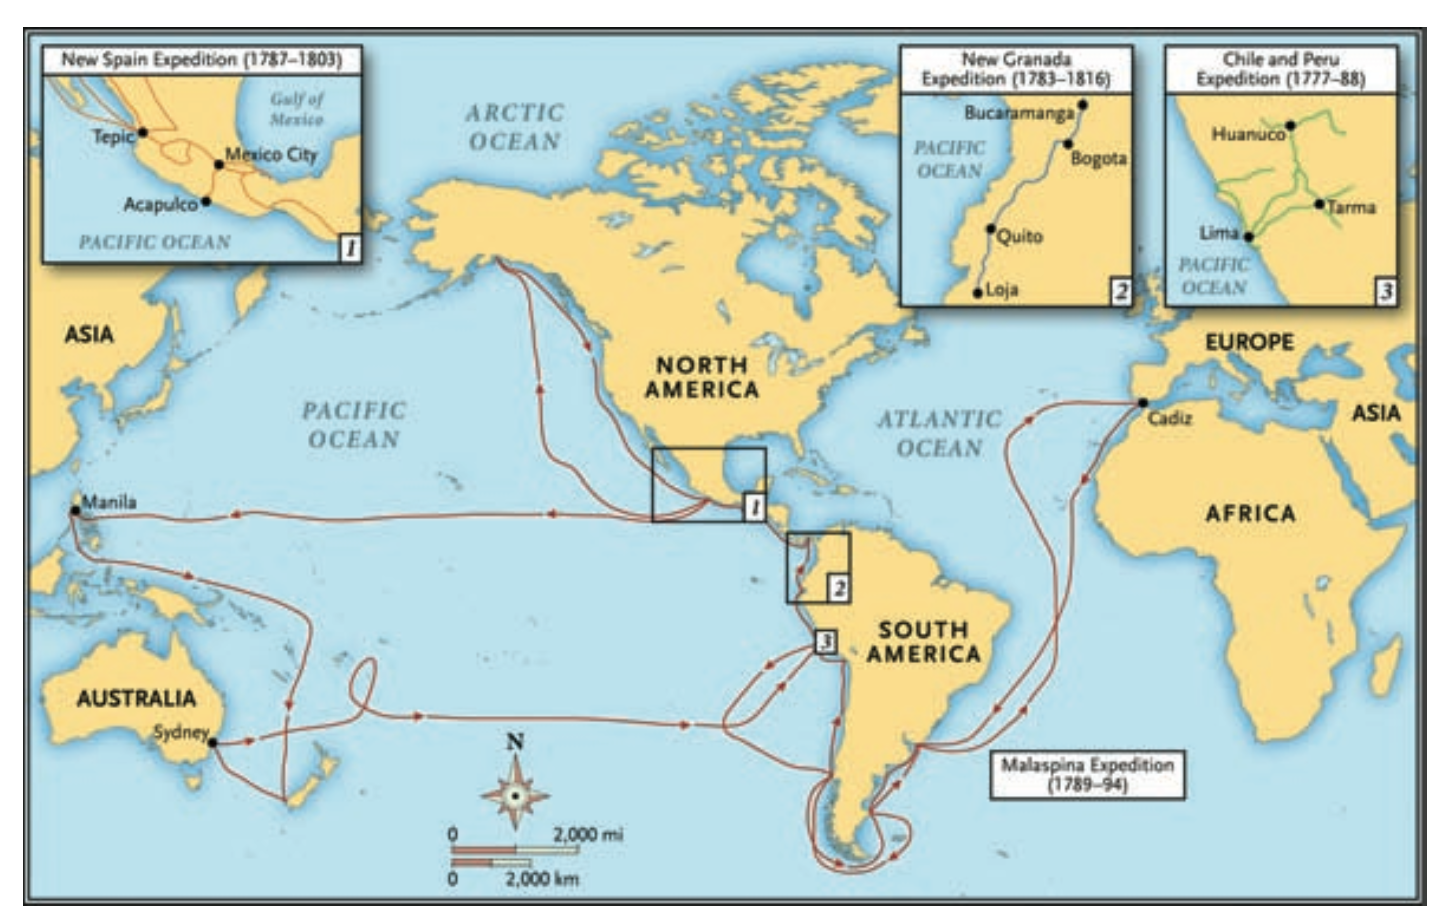 New Spain Expedition (1787–1803)
Gulf of
Mexico
Tepic
Mexico City
Acapulco
PACIFIC OCEAN
1
ARCTIC
OCEAN
New Granada
Expedition (1783–1816)
Bucaramanga
PACIFIC
OCEAN
Bogota
Quito
Loja
2
Chile and Peru
Expedition (1777–88)
Huanuco
Tarma
Lima
PACIFIC
OCEAN
3
ASIA
NORTH
AMERICA
EUROPE
PACIFIC
OCEAN
ATLANTIC
OCEAN
Cadiz
ASIA
Manila
1
AFRICA
2
3
SOUTH
AMERICA
AUSTRALIA
Sydney
N
Malaspina Expedition
(1789–94)
0 2,000 mi
0 2,000 km